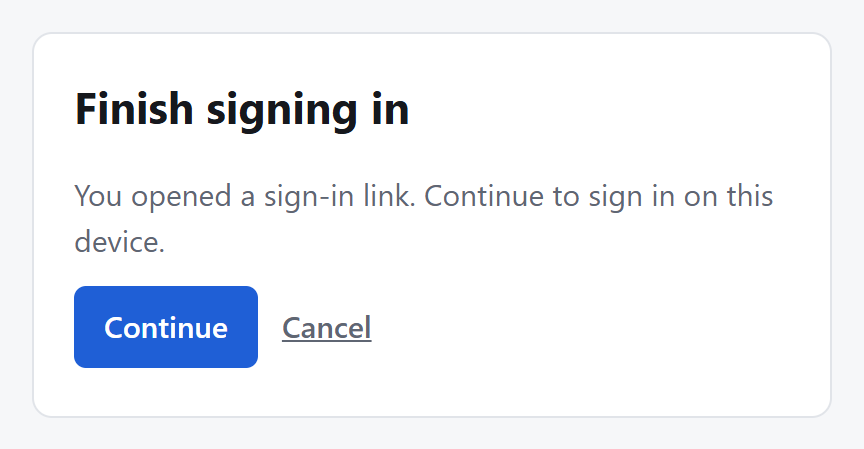 Finish signing in
You opened a sign-in link. Continue to sign in on this
device.
Continue
Cancel